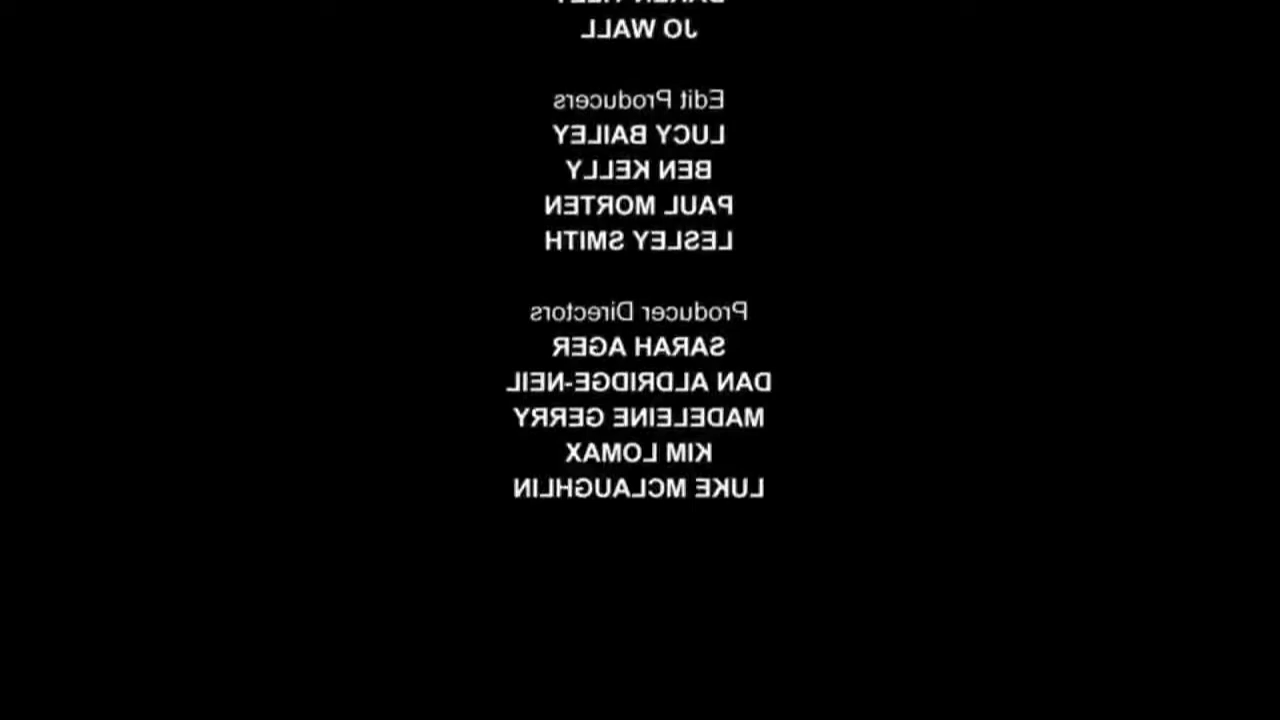 JO WALL
Edit Producers
LUCY BAILEY
BEN KELLY
PAUL MORTEN
LESLEY SMITH
Producer Directors
SARAH AGER
DAN ALDRIDGE-NEIL
MADELEINE GERRY
KIM LOMAX
LUKE MCLAUGHLIN